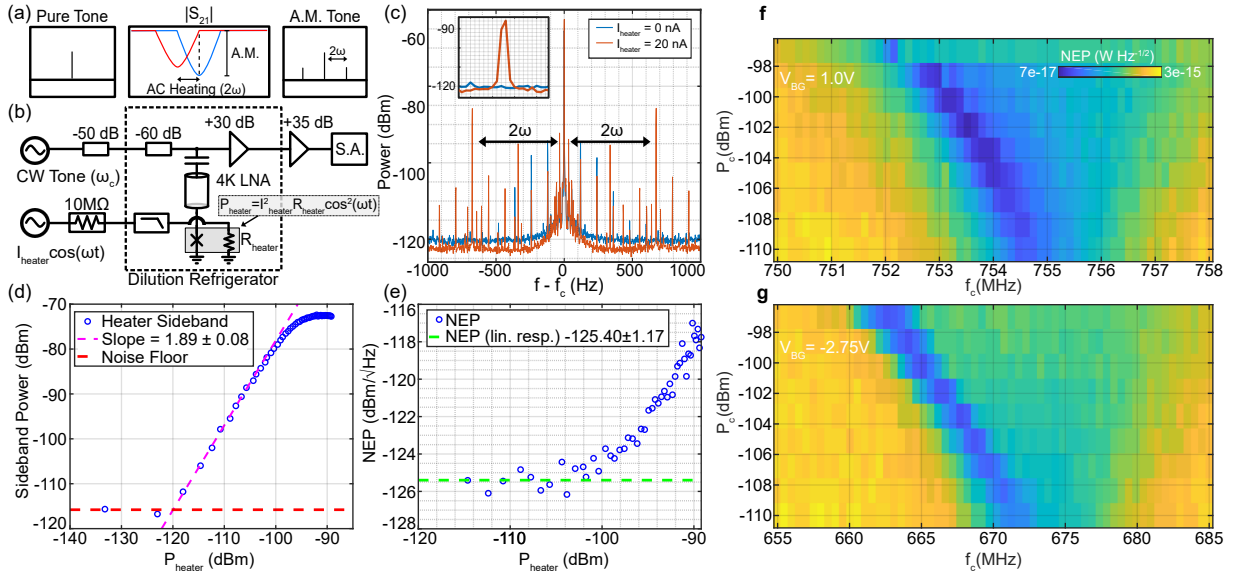 (a) Pure Tone
|S21|
A.M. Tone
A.M.
AC Heating (2ω)
2ω
(b)
-50 dB
-60 dB
+30 dB
+35 dB
S.A.
CW Tone (ωc)
4K LNA
10MΩ
Pheater=I²heaterRheatercos²(ωt)
Rheater
Iheatercos(ωt)
Dilution Refrigerator
(c)
Power (dBm)
-60
-80
-100
-120
-90
-120
Iheater = 0 nA
Iheater = 20 nA
2ω
2ω
-1000 -500 0 500 1000
f - fc (Hz)
(d)
Sideband Power (dBm)
-70
-80
-90
-100
-110
-120
Heater Sideband
Slope = 1.89 ± 0.08
Noise Floor
-140 -130 -120 -110 -100 -90
Pheater (dBm)
(e)
NEP (dBm/√Hz)
-116
-118
-120
-122
-124
-126
-128
NEP
NEP (lin. resp.) -125.40±1.17
-120 -110 -100 -90
Pheater (dBm)
f
Pc(dBm)
-98
-100
-102
-104
-106
-108
-110
VBG= 1.0V
NEP (W Hz-1/2)
7e-17
3e-15
750 751 752 753 754 755 756 757 758
fc(MHz)
g
Pc(dBm)
-98
-100
-102
-104
-106
-108
-110
VBG= -2.75V
655 660 665 670 675 680 685
fc(MHz)